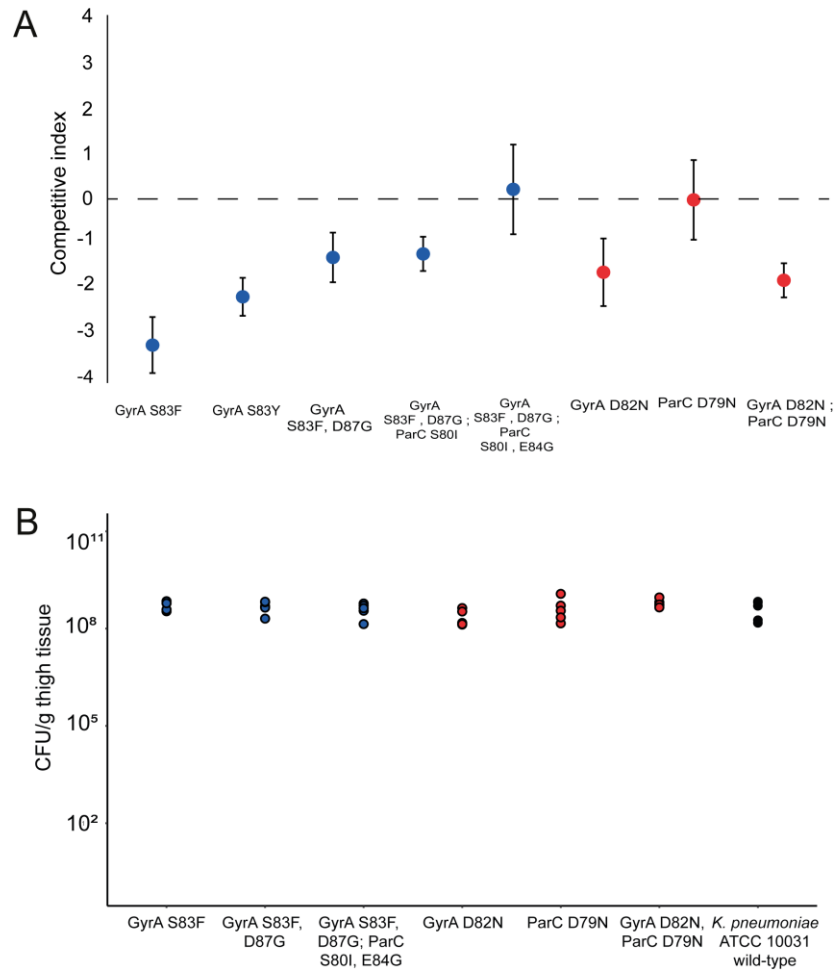 A
Competitive index
4
3
2
1
0
-1
-2
-3
-4
GyrA S83F
GyrA S83Y
GyrA
S83F, D87G
GyrA
S83F , D87G ;
ParC S80I
GyrA
S83F , D87G ;
ParC
S80I , E84G
GyrA D82N
ParC D79N
GyrA D82N ;
ParC D79N
B
CFU/g thigh tissue
10¹¹
10⁸
10⁵
10²
GyrA S83F
GyrA S83F,
D87G
GyrA S83F,
D87G; ParC
S80I, E84G
GyrA D82N
ParC D79N
GyrA D82N,
ParC D79N
K. pneumoniae
ATCC 10031
wild-type